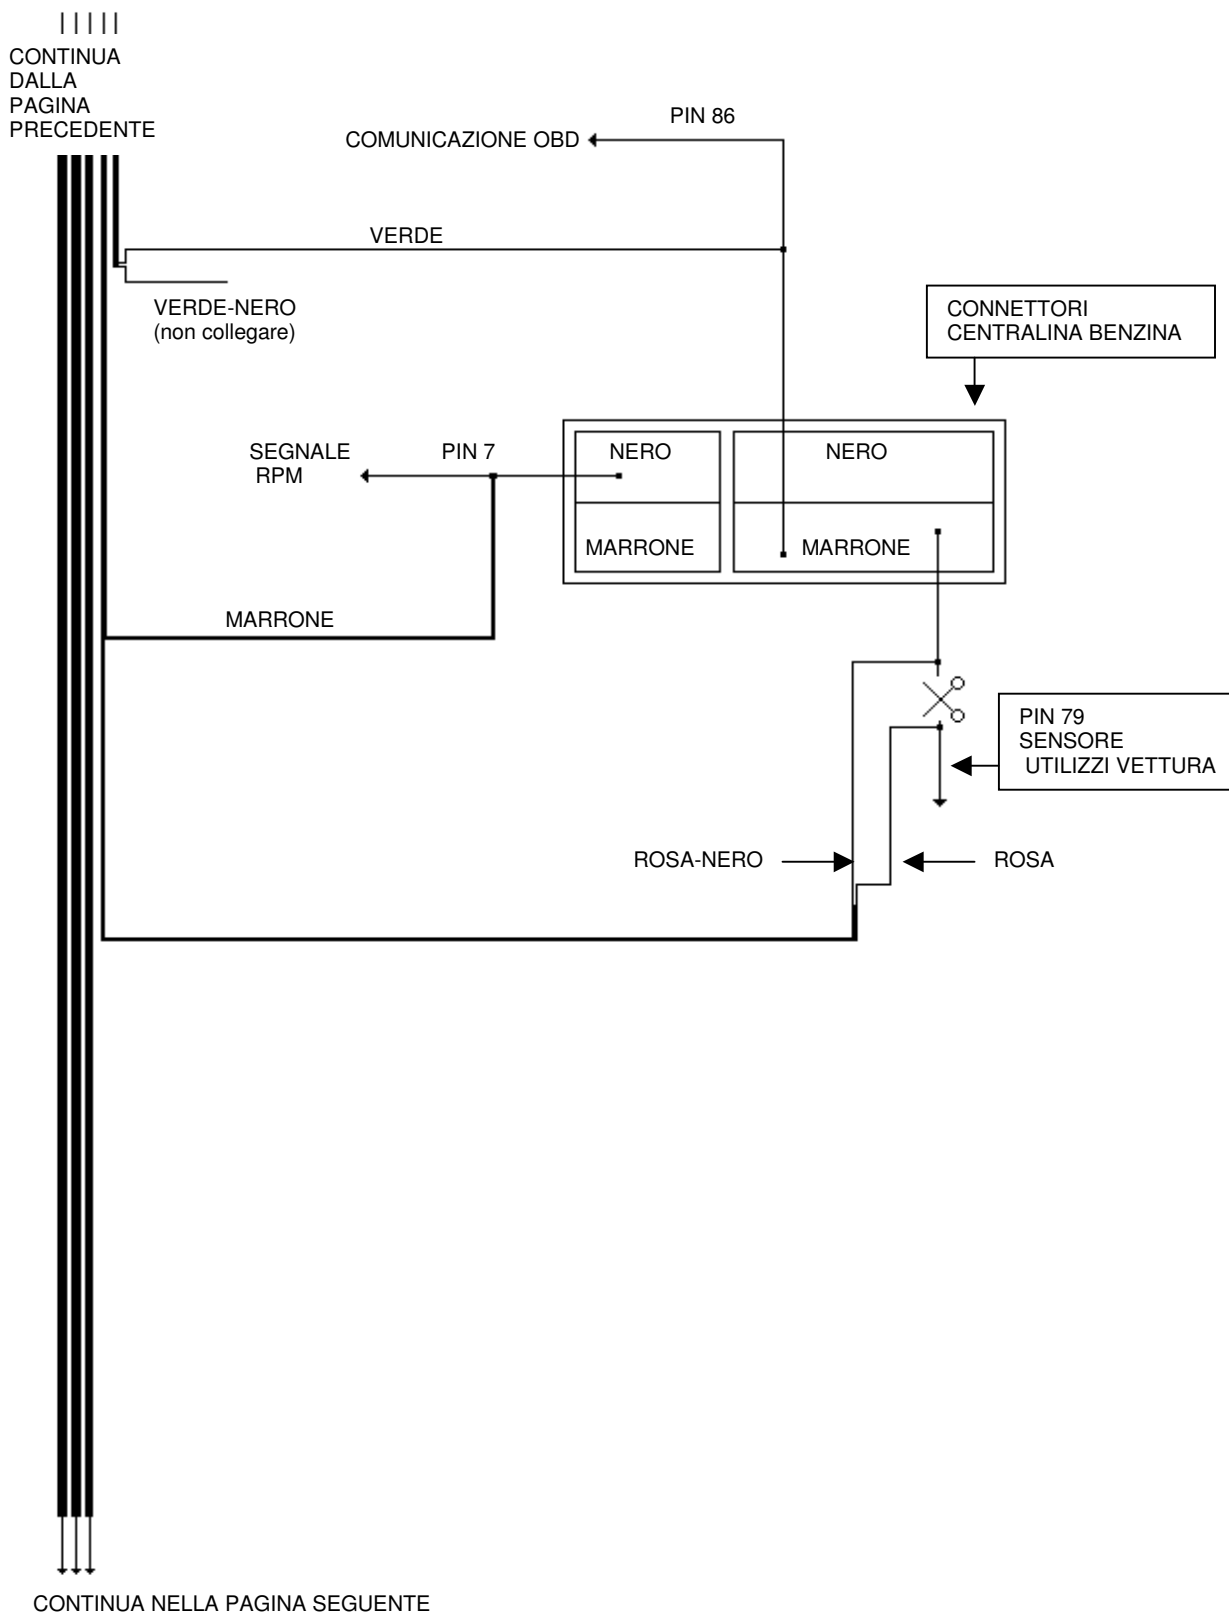 CONTINUA
DALLA
PAGINA
PRECEDENTE
PIN 86
COMUNICAZIONE OBD
VERDE
VERDE-NERO
(non collegare)
CONNETTORI
CENTRALINA BENZINA
SEGNALE
RPM
PIN 7
NERO
NERO
MARRONE
MARRONE
MARRONE
PIN 79
SENSORE
UTILIZZI VETTURA
ROSA-NERO
ROSA
CONTINUA NELLA PAGINA SEGUENTE